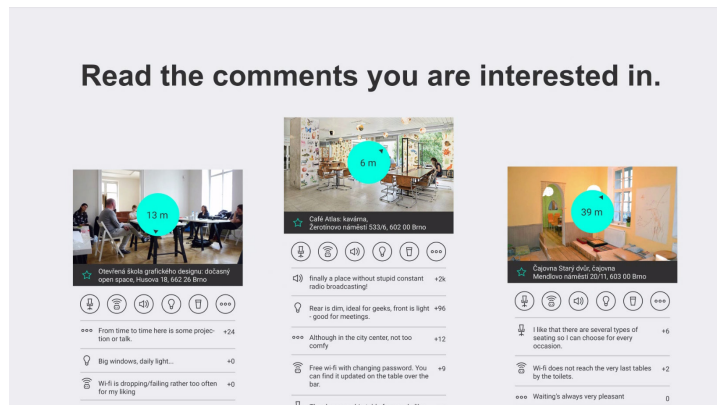 Read the comments you are interested in.
13 m
Otevřená škola grafického designu: dočasný
open space, Husova 18, 662 26 Brno
From time to time here is some projec-
tion or talk.
+24
Big windows, daily light...
+0
Wi-fi is dropping/failing rather too often
for my liking
+0
6 m
Café Atlas: kavárna,
Žerotínovo náměstí 533/6, 602 00 Brno
finally a place without stupid constant
radio broadcasting!
+2k
Rear is dim, ideal for geeks, front is light
- good for meetings.
+96
Although in the city center, not too
comfy
+12
Free wi-fi with changing password. You
can find it updated on the table over the
bar.
+9
39 m
Čajovna Starý dvůr, čajovna
Mendlovo náměstí 20/11, 603 00 Brno
I like that there are several types of
seating so I can choose for every
occasion.
+6
Wi-fi does not reach the very last tables
by the toilets.
+2
Waiting's always very pleasant
0